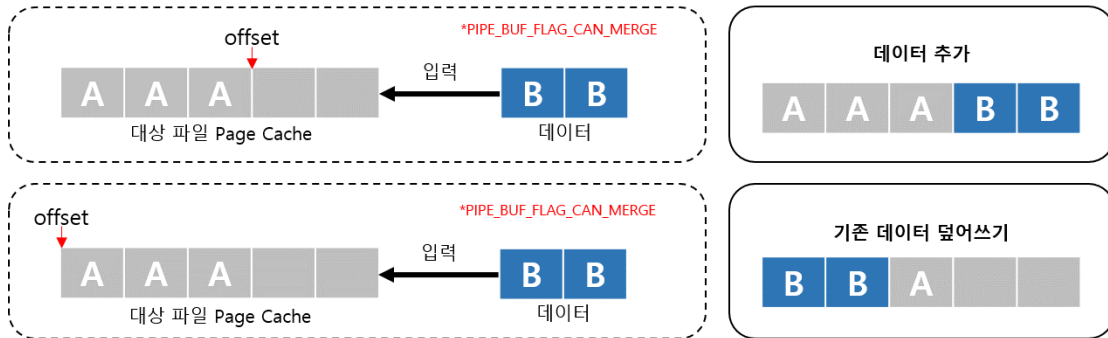 *PIPE_BUF_FLAG_CAN_MERGE
offset
A A A
입력
B B
대상 파일 Page Cache
데이터
데이터 추가
A A A B B
*PIPE_BUF_FLAG_CAN_MERGE
offset
A A A
입력
B B
대상 파일 Page Cache
데이터
기존 데이터 덮어쓰기
B B A